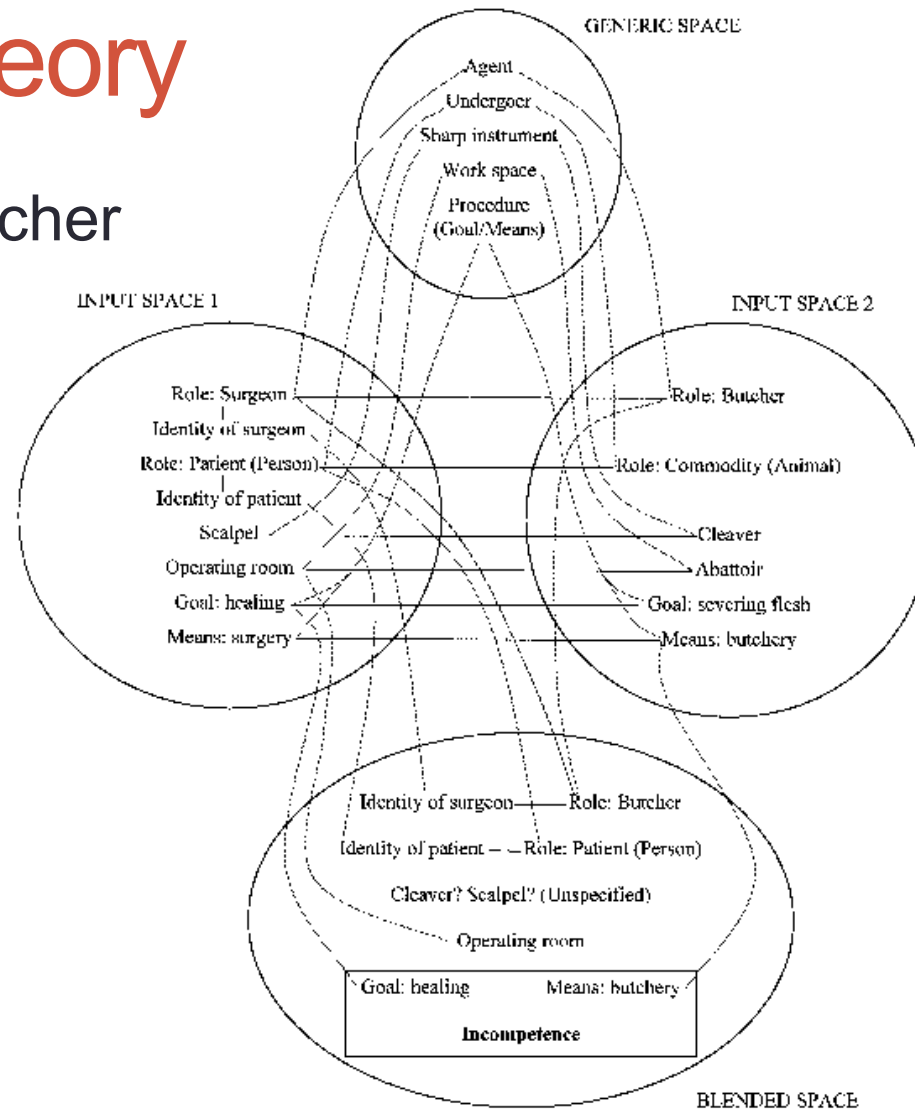 eory
cher
GENERIC SPACE
Agent
Undergoer
Sharp instrument
Work space
Procedure
(Goal/Means)
INPUT SPACE 1
INPUT SPACE 2
Role: Surgeon
Identity of surgeon
Role: Patient (Person)
Identity of patient
Scalpel
Operating room
Goal: healing
Means: surgery
Role: Butcher
Role: Commodity (Animal)
Cleaver
Abattoir
Goal: severing flesh
Means: butchery
Identity of surgeon Role: Butcher
Identity of patient Role: Patient (Person)
Cleaver? Scalpel? (Unspecified)
Operating room
Goal: healing Means: butchery
Incompetence
BLENDED SPACE